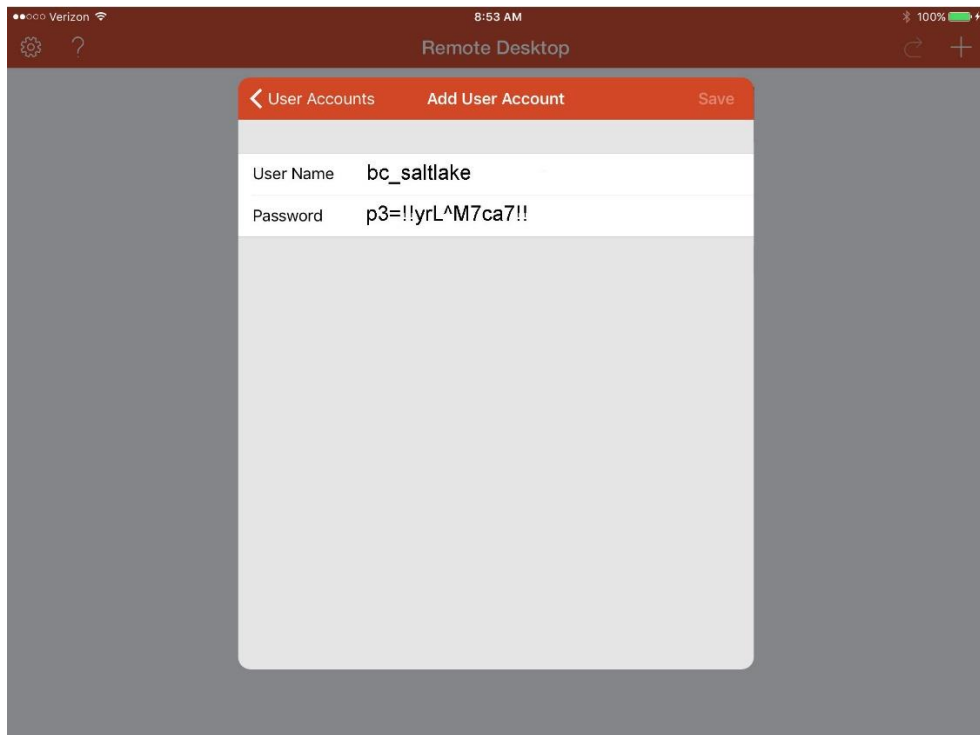 Verizon 8:53 AM 100%
? Remote Desktop
User Accounts Add User Account Save
User Name bc_saltlake
Password p3=!!yrL^M7ca7!!